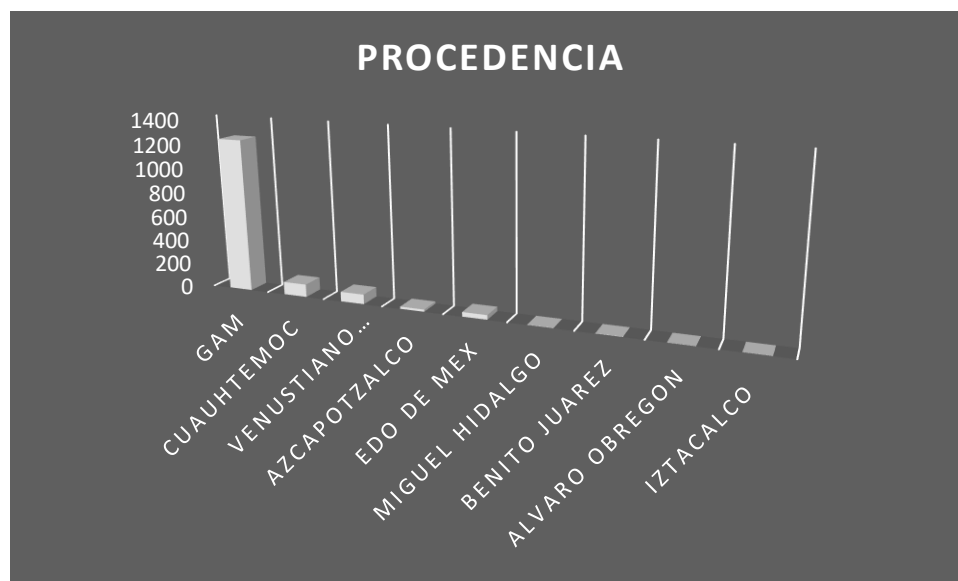 PROCEDENCIA
1400
1200
1000
800
600
400
200
0
GAM
CUAUHTEMOC
VENUSTIANO...
AZCAPOTZALCO
EDO DE MEX
MIGUEL HIDALGO
BENITO JUAREZ
ALVARO OBREGON
IZTACALCO